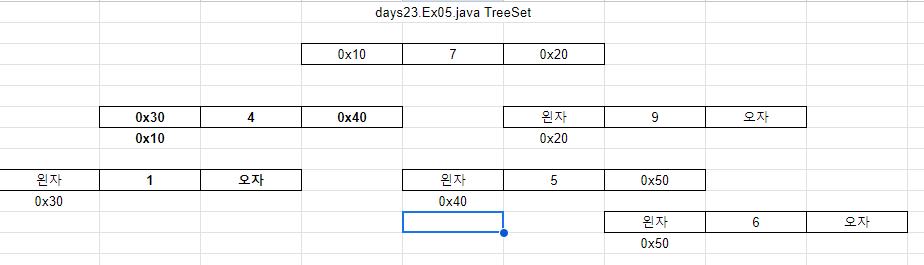 days23.Ex05.java TreeSet
0x10 7 0x20
0x30 4 0x40 왼자 9 오자
0x10 0x20
왼자 1 오자 왼자 5 0x50
0x30 0x40
왼자 6 오자
0x50